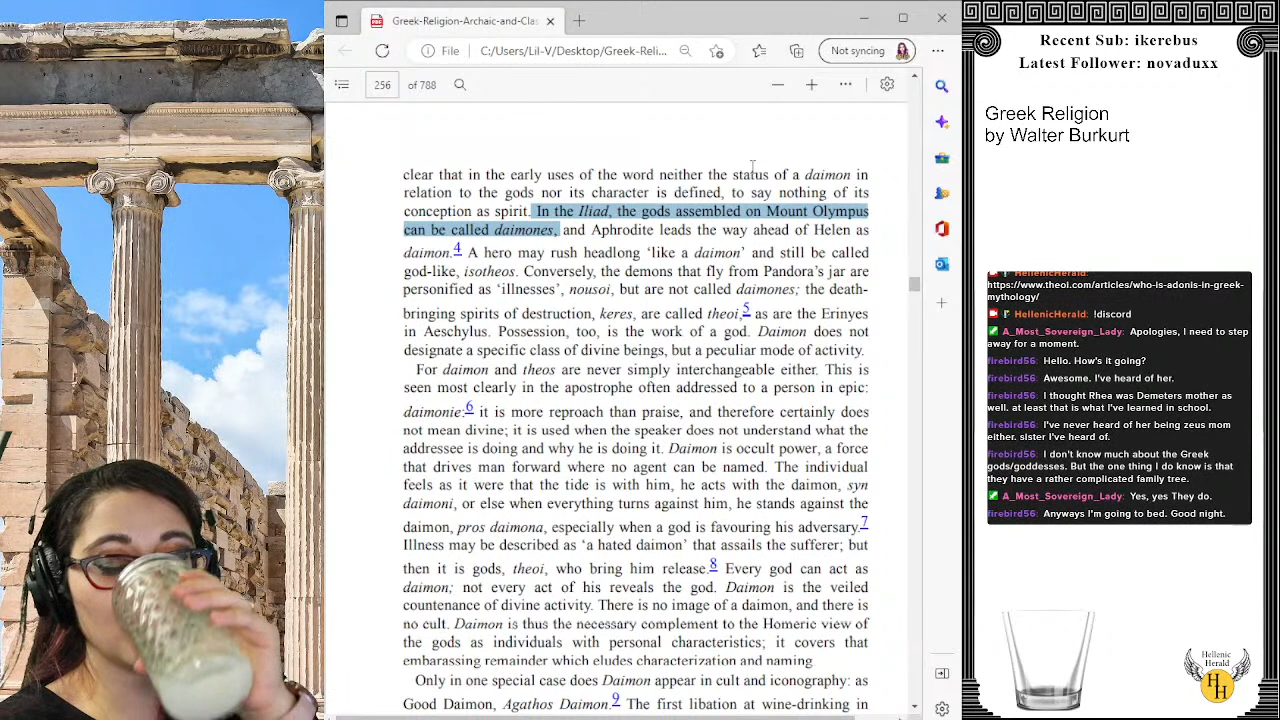 Greek-Religion-Archaic-and-Clas
File
C:/Users/Lil-V/Desktop/Greek-Reli...
Not syncing
256
of 788
clear that in the early uses of the word neither the status of a daimon in
relation to the gods nor its character is defined, to say nothing of its
conception as spirit. In the Iliad, the gods assembled on Mount Olympus
can be called daimones, and Aphrodite leads the way ahead of Helen as
daimon.4 A hero may rush headlong ‘like a daimon’ and still be called
god-like, isotheos. Conversely, the demons that fly from Pandora’s jar are
personified as ‘illnesses’, nousoi, but are not called daimones; the death-
bringing spirits of destruction, keres, are called theoi,5 as are the Erinyes
in Aeschylus. Possession, too, is the work of a god. Daimon does not
designate a specific class of divine beings, but a peculiar mode of activity.
For daimon and theos are never simply interchangeable either. This is
seen most clearly in the apostrophe often addressed to a person in epic:
daimonie:6 it is more reproach than praise, and therefore certainly does
not mean divine; it is used when the speaker does not understand what the
addressee is doing and why he is doing it. Daimon is occult power, a force
that drives man forward where no agent can be named. The individual
feels as it were that the tide is with him, he acts with the daimon, syn
daimoni, or else when everything turns against him, he stands against the
daimon, pros daimona, especially when a god is favouring his adversary.7
Illness may be described as ‘a hated daimon’ that assails the sufferer; but
then it is gods, theoi, who bring him release.8 Every god can act as
daimon; not every act of his reveals the god. Daimon is the veiled
countenance of divine activity. There is no image of a daimon, and there is
no cult. Daimon is thus the necessary complement to the Homeric view of
the gods as individuals with personal characteristics; it covers that
embarassing remainder which eludes characterization and naming
Only in one special case does Daimon appear in cult and iconography: as
Good Daimon, Agathos Daimon.9 The first libation at wine-drinking in
Recent Sub: ikerebus
Latest Follower: novaduxx
Greek Religion
by Walter Burkurt
HellenicHerald:
https://www.theoi.com/articles/who-is-adonis-in-greek-
mythology/
HellenicHerald: !discord
A_Most_Sovereign_Lady: Apologies, I need to step
away for a moment.
firebird56: Hello. How's it going?
firebird56: Awesome. I've heard of her.
firebird56: I thought Rhea was Demeters mother as
well. at least that is what I've learned in school.
firebird56: I've never heard of her being zeus mom
either. sister I've heard of.
firebird56: I don't know much about the Greek
gods/goddesses. But the one thing I do know is that
they have a rather complicated family tree.
A_Most_Sovereign_Lady: Yes, yes They do.
firebird56: Anyways I'm going to bed. Good night.
Hellenic
Herald
HH